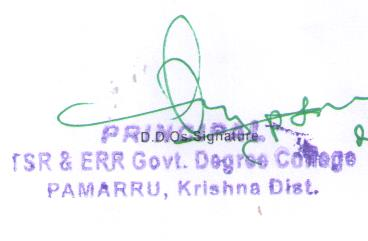 PRINCIPAL
D.D.Os Signature
TSR & ERR Govt. Degree College
PAMARRU, Krishna Dist.